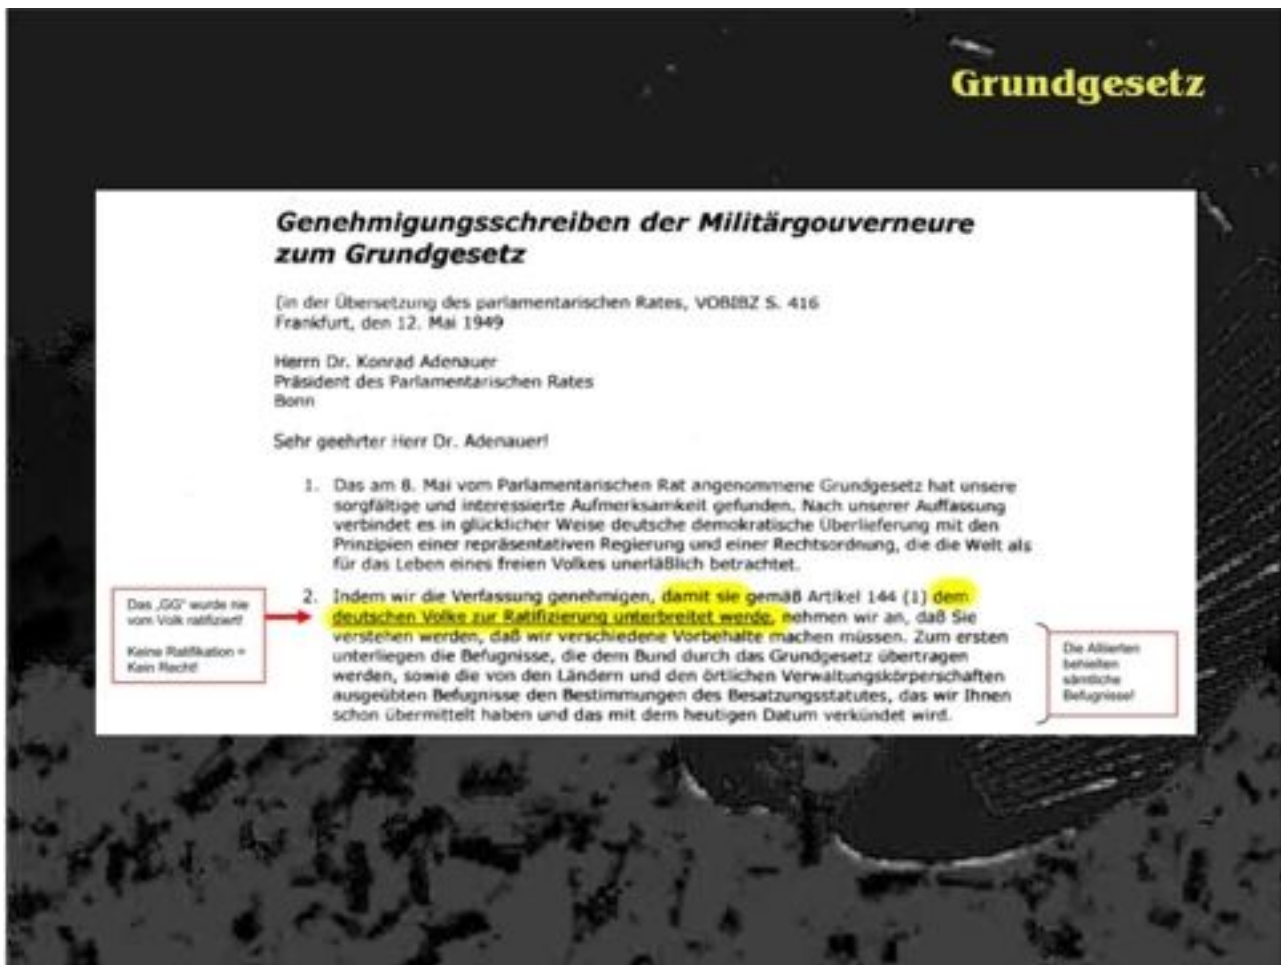 Grundgesetz
Genehmigungsschreiben der Militärgouverneure
zum Grundgesetz
(in der Übersetzung des parlamentarischen Rates, VOBIBZ S. 416
Frankfurt, den 12. Mai 1949
Herrn Dr. Konrad Adenauer
Präsident des Parlamentarischen Rates
Bonn
Sehr geehrter Herr Dr. Adenauer!
1. Das am 8. Mai vom Parlamentarischen Rat angenommene Grundgesetz hat unsere
sorgfältige und interessierte Aufmerksamkeit gefunden. Nach unserer Auffassung
verbindet es in glücklicher Weise deutsche demokratische Überlieferung mit den
Prinzipien einer repräsentativen Regierung und einer Rechtsordnung, die die Welt als
für das Leben eines freien Volkes unerläßlich betrachtet.
Das „GG" wurde nie
vom Volk ratifiziert!
Keine Ratifikation =
Kein Recht!
2. Indem wir die Verfassung genehmigen, damit sie gemäß Artikel 144 (1) dem
deutschen Volke zur Ratifizierung unterbreitet werde, nehmen wir an, daß Sie
verstehen werden, daß wir verschiedene Vorbehalte machen müssen. Zum ersten
unterliegen die Befugnisse, die dem Bund durch das Grundgesetz übertragen
werden, sowie die von den Ländern und den örtlichen Verwaltungskörperschaften
ausgeübten Befugnisse den Bestimmungen des Besatzungsstatutes, das wir Ihnen
schon übermittelt haben und das mit dem heutigen Datum verkündet wird.
Die Alliierten
behielten
sämtliche
Befugnisse!